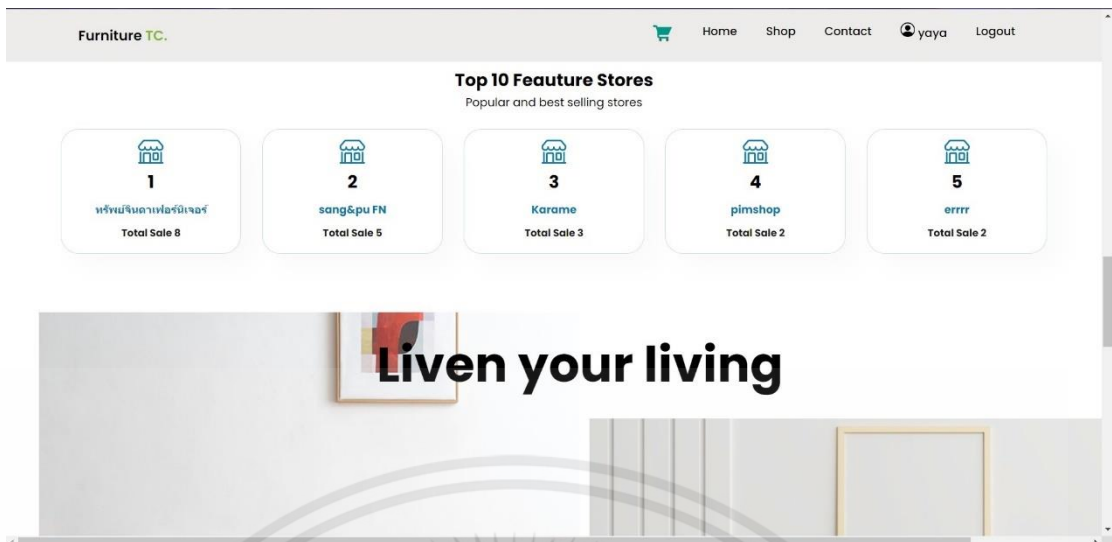 Furniture TC.
Home Shop Contact yaya Logout
Top 10 Feauture Stores
Popular and best selling stores
1
ทรัพย์จินดาเฟอร์นิเจอร์
Total Sale 8
2
sang&pu FN
Total Sale 5
3
Karame
Total Sale 3
4
pimshop
Total Sale 2
5
errrr
Total Sale 2
Liven your living